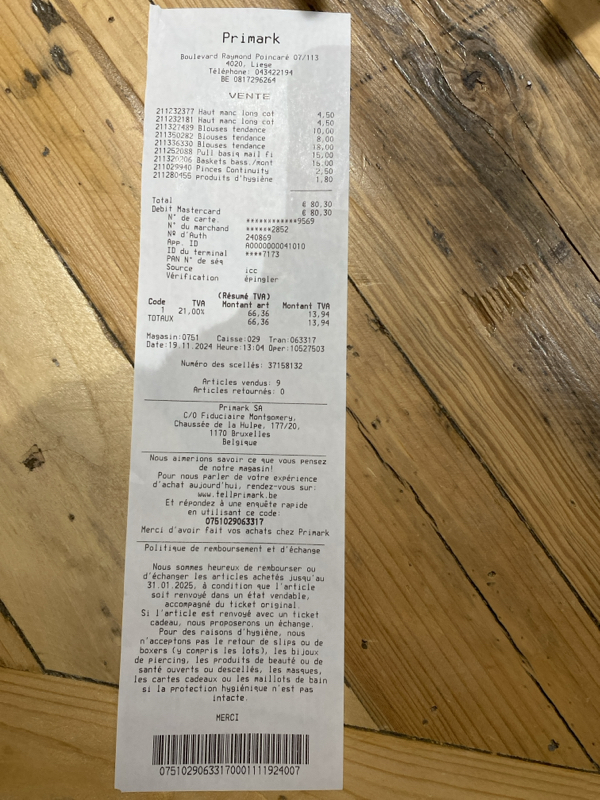 Primark
Boulevard Raymond Poincaré 07/113
4020, Liege
Téléphone: 043422194
BE 0817296264
VENTE
211232377 Haut manc long cot 4,50
211232181 Haut manc long cot 4,50
211327489 Blouses tendance 10,00
211350282 Blouses tendance 8,00
211336330 Blouses tendance 18,00
211252088 Pull basiq mail fi 15,00
211320706 Baskets bass./mont 16,00
211029940 Pinces Continuity 2,50
211280455 produits d'hygiène 1,80
Total € 80,30
Debit Mastercard € 80,30
N° de carte. ************9569
N° du marchand ******2852
Nº d'Auth 240869
App. ID A0000000041010
ID du terminal ****7173
PAN N° de séq
Source icc
Vérification épingler
(Résumé TVA)
Code TVA Montant art Montant TVA
1 21,00% 66,36 13,94
TOTAUX 66,36 13,94
Magasin:0751 Caisse:029 Tran:063317
Date:19.11.2024 Heure:13:04 Oper:10527503
Numéro des scellés: 37158132
Articles vendus: 9
Articles retournés: 0
Primark SA
C/O Fiduciaire Montgomery,
Chaussée de la Hulpe, 177/20,
1170 Bruxelles
Belgique
Nous aimerions savoir ce que vous pensez
de notre magasin!
Pour nous parler de votre expérience
d'achat aujourd'hui, rendez-vous sur:
www.tellprimark.be
Et répondez à une enquête rapide
en utilisant ce code:
0751029063317
Merci d'avoir fait vos achats chez Primark
Politique de remboursement et d'échange
Nous sommes heureux de rembourser ou
d'échanger les articles achetés jusqu'au
31.01.2025, à condition que l'article
soit renvoyé dans un état vendable,
accompagné du ticket original.
Si l'article est renvoyé avec un ticket
cadeau, nous proposerons un échange.
Pour des raisons d'hygiène, nous
n'acceptons pas le retour de slips ou de
boxers (y compris les lots), les bijoux
de piercing, les produits de beauté ou de
santé ouverts ou descellés, les masques,
les cartes cadeaux ou les maillots de bain
si la protection hygiénique n'est pas
intacte.
MERCI
07510290633170001111924007